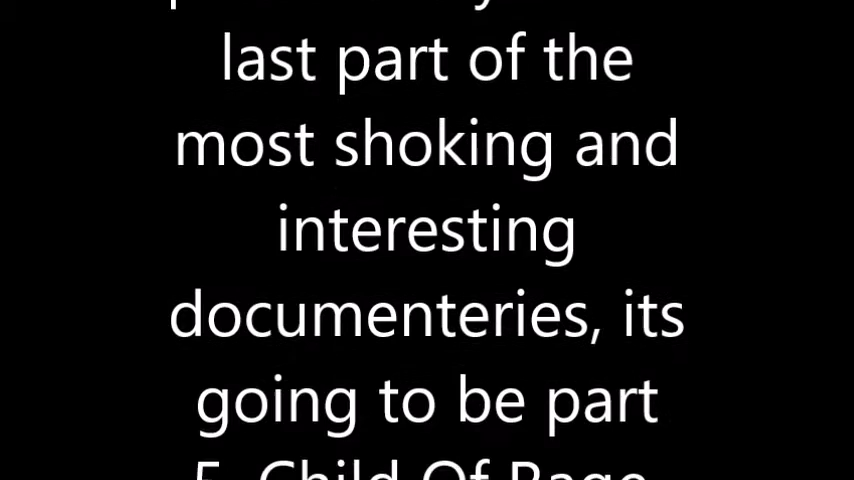 last part of the
most shoking and
interesting
documenteries, its
going to be part
5, Child Of Rage,